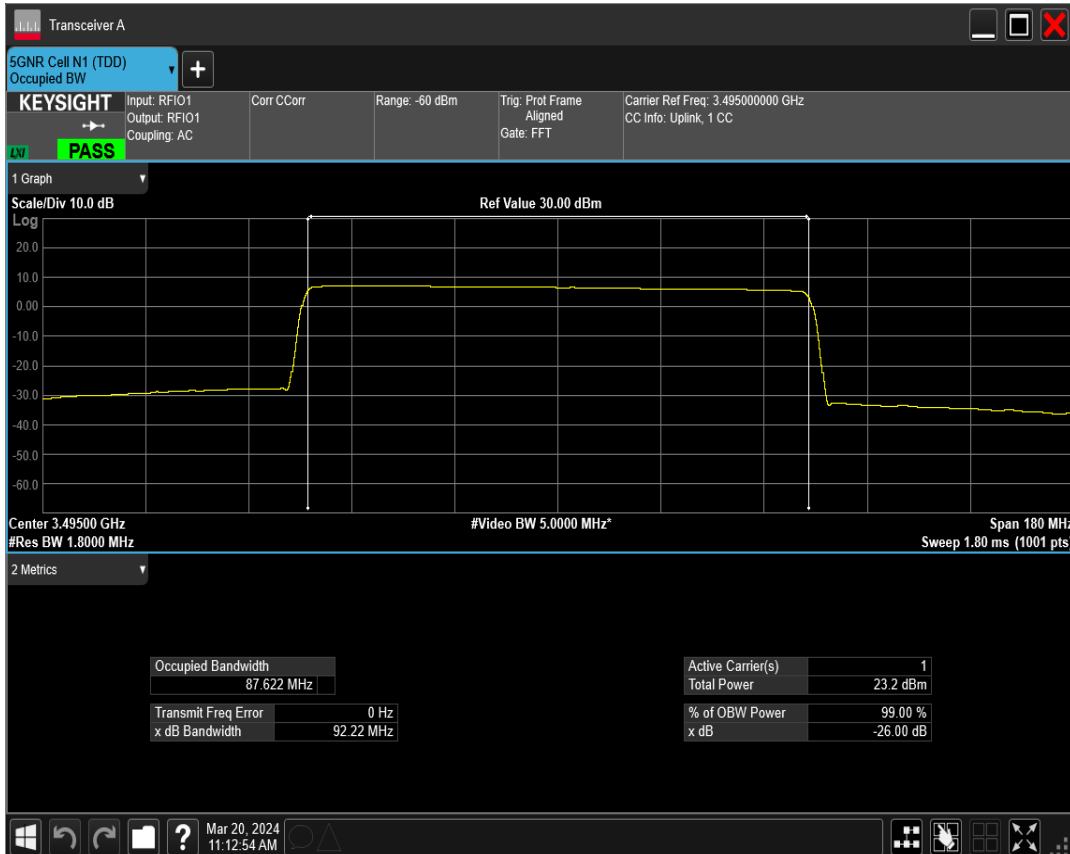 Transceiver A
5GNR Cell N1 (TDD)
Occupied BW
+
KEYSIGHT
LXI
PASS
Input: RFIO1
Output: RFIO1
Coupling: AC
Corr CCorr
Range: -60 dBm
Trig: Prot Frame
Aligned
Gate: FFT
Carrier Ref Freq: 3.495000000 GHz
CC Info: Uplink, 1 CC
1 Graph
Scale/Div 10.0 dB
Ref Value 30.00 dBm
Log
20.0
10.0
0.00
-10.0
-20.0
-30.0
-40.0
-50.0
-60.0
Center 3.49500 GHz
#Video BW 5.0000 MHz*
Span 180 MHz
#Res BW 1.8000 MHz
Sweep 1.80 ms (1001 pts)
2 Metrics
Occupied Bandwidth
87.622 MHz
Transmit Freq Error 0 Hz
x dB Bandwidth 92.22 MHz
Active Carrier(s) 1
Total Power 23.2 dBm
% of OBW Power 99.00 %
x dB -26.00 dB
?
Mar 20, 2024
11:12:54 AM